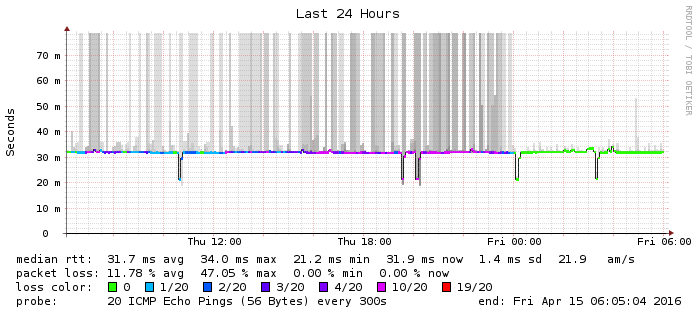 Last 24 Hours
RRDTOOL / TOBI OETIKER
Seconds
70 m
60 m
50 m
40 m
30 m
20 m
10 m
0
Thu 12:00 Thu 18:00 Fri 00:00 Fri 06:00
median rtt: 31.7 ms avg 34.0 ms max 21.2 ms min 31.9 ms now 1.4 ms sd 21.9 am/s
packet loss: 11.78 % avg 47.05 % max 0.00 % min 0.00 % now
loss color: 0 1/20 2/20 3/20 4/20 10/20 19/20
probe: 20 ICMP Echo Pings (56 Bytes) every 300s end: Fri Apr 15 06:05:04 2016